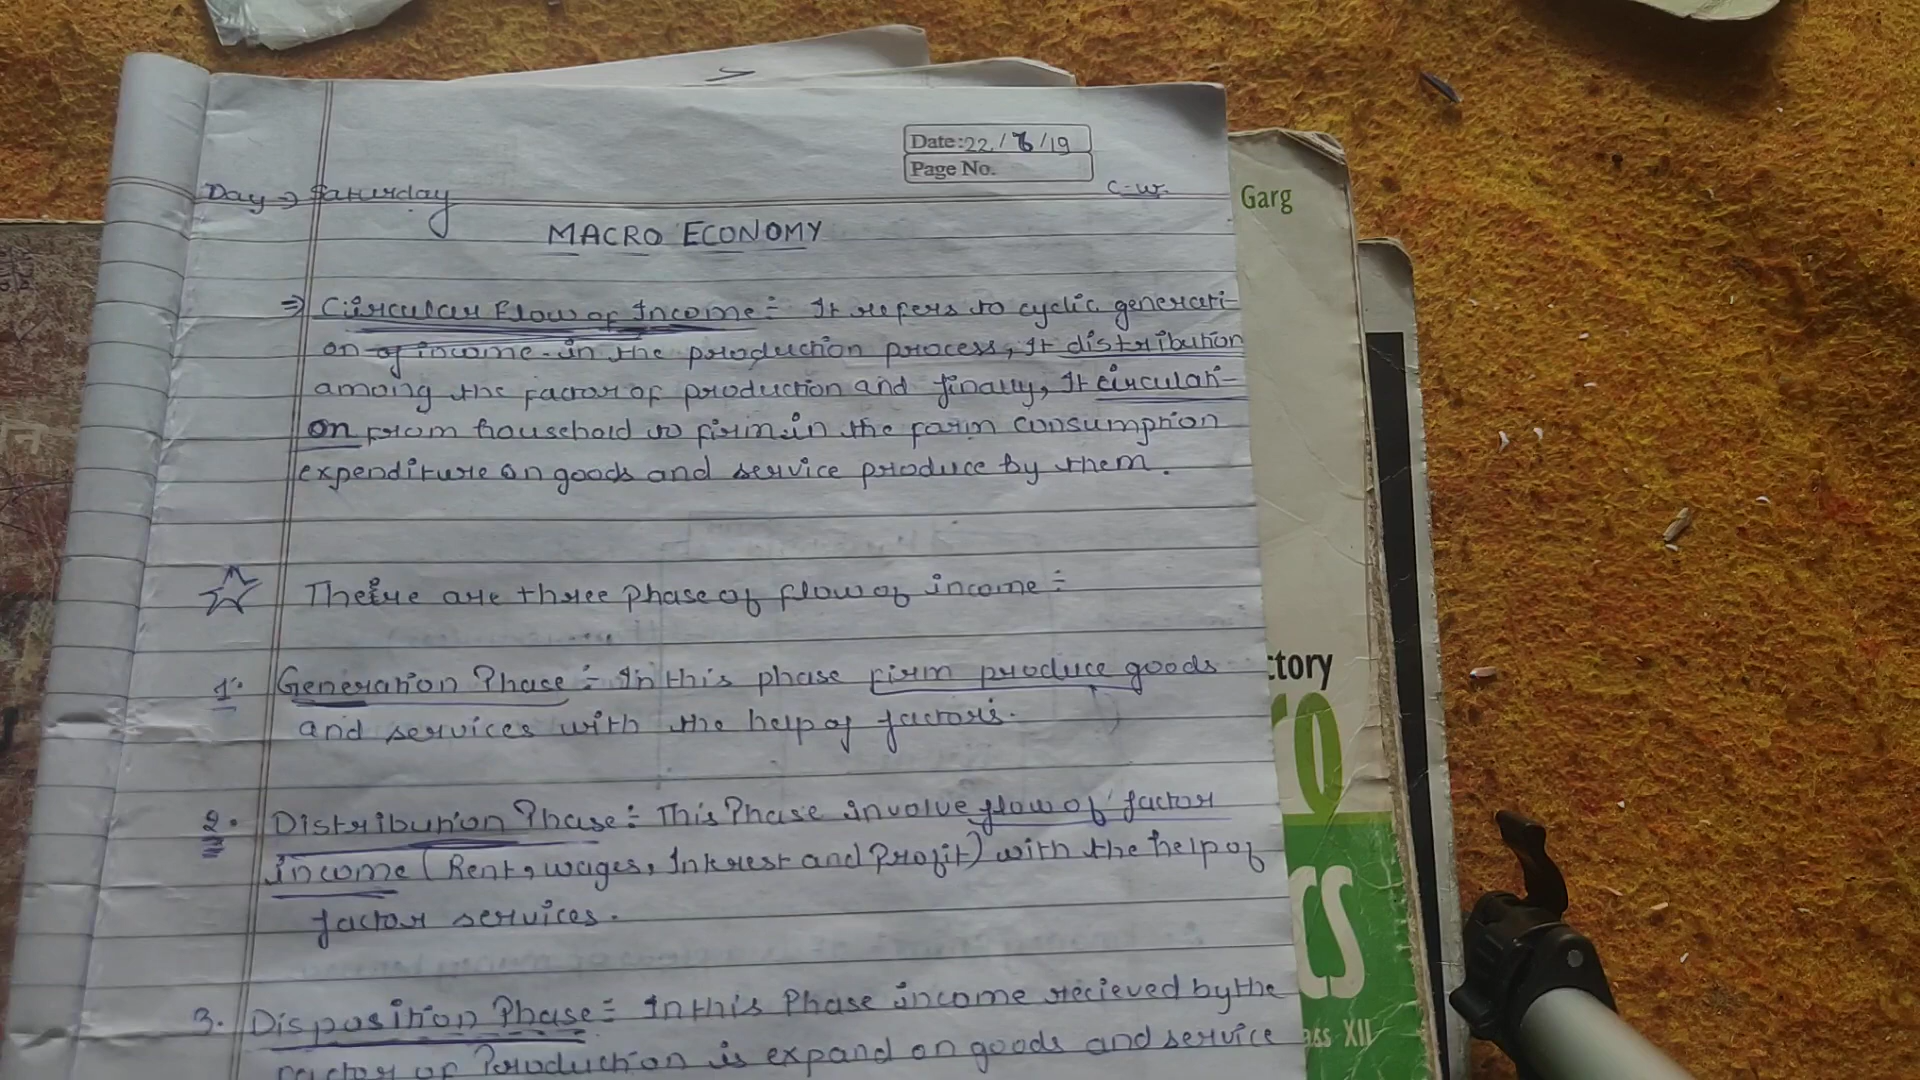 Date: 22/6/19
Page No.
Day → Saturday
C.W.
MACRO ECONOMY
⇒ Circular Flow of Income :- It refers to cyclic generati-
on of income in the production process, It distribution
among the factor of production and finally, It circulati-
on from household to firm in the form consumption
expenditure on goods and service produce by them.
☆ There are three phase of flow of income :-
1. Generation Phase :- In this phase firm produce goods
and services with the help of factors.
2. Distribution Phase :- This Phase involve flow of factor
income (Rent, wages, Interest and Profit) with the help of
factor services.
3. Disposition Phase :- In this Phase income recieved by the
factor of Production is expand on goods and service
Garg
ctory
RO
CS
ass XII